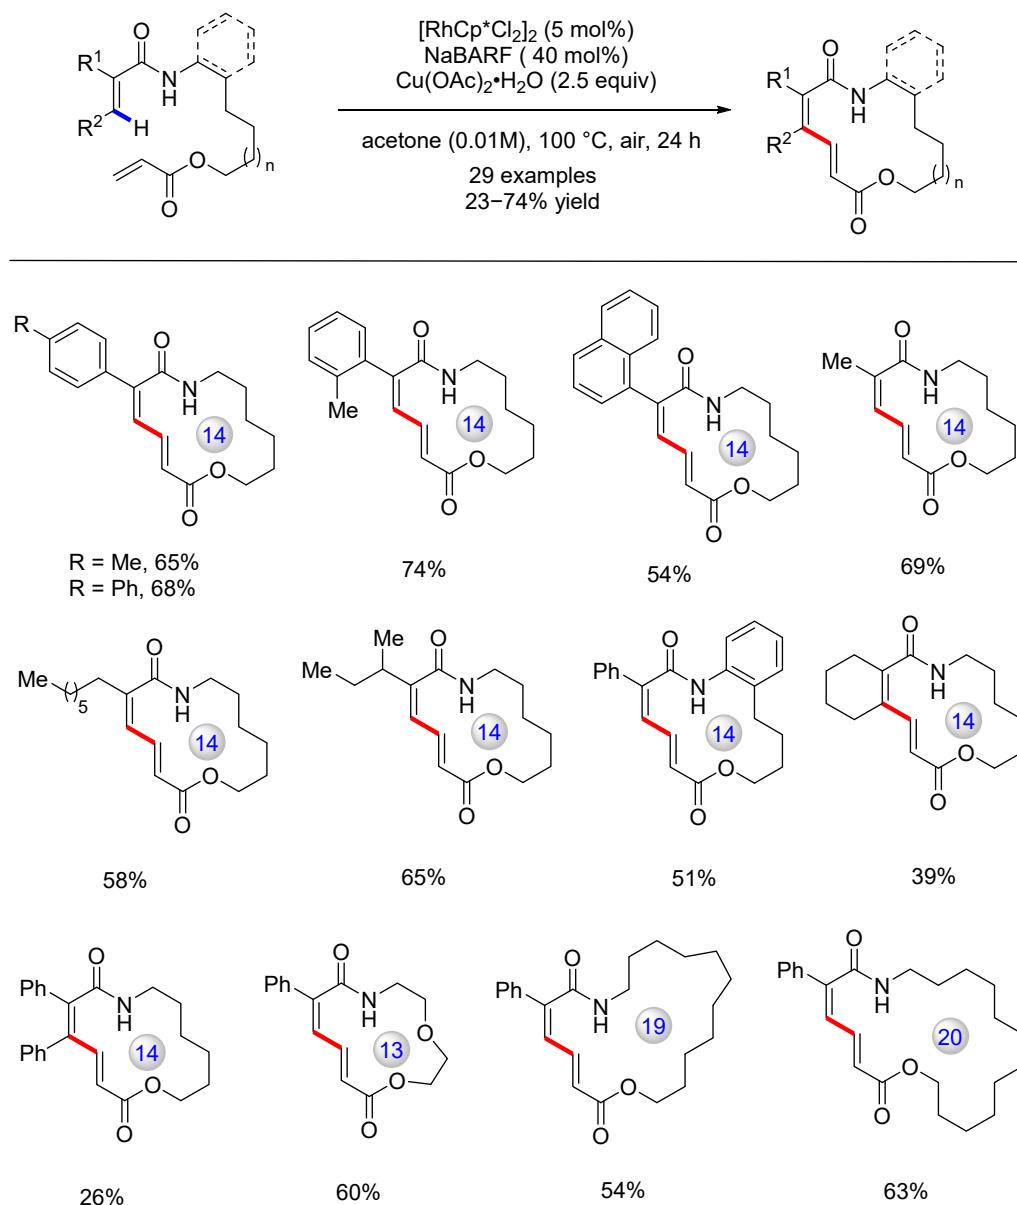 [RhCp*Cl2]2 (5 mol%)
NaBARF ( 40 mol%)
Cu(OAc)2•H2O (2.5 equiv)
acetone (0.01M), 100 °C, air, 24 h
29 examples
23−74% yield
R1 O N H R2 H O O n
R1 O N H R2 O O n
R O N H 14 O O
R = Me, 65%
R = Ph, 68%
O N H Me 14 O O
74%
O N H 14 O O
54%
Me O N H 14 O O
69%
Me 5 O N H 14 O O
58%
Me Me O N H 14 O O
65%
Ph O N H 14 O O
51%
O N H 14 O O
39%
Ph O N H Ph 14 O O
26%
Ph O N H O 13 O O
60%
Ph O N H 19 O O
54%
Ph O N H 20 O O
63%